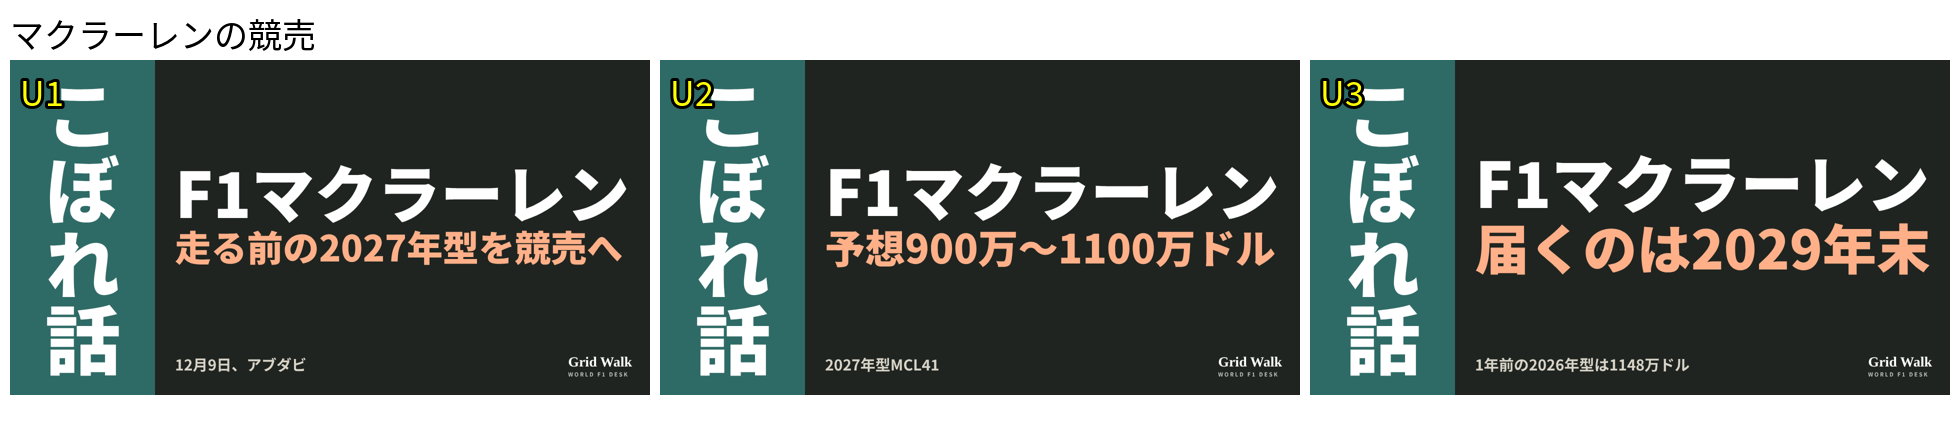 マクラーレンの競売
U1
こぼれ話
F1マクラーレン
走る前の2027年型を競売へ
12月9日、アブダビ
Grid Walk
WORLD F1 DESK
U2
こぼれ話
F1マクラーレン
予想900万〜1100万ドル
2027年型MCL41
Grid Walk
WORLD F1 DESK
U3
こぼれ話
F1マクラーレン
届くのは2029年末
1年前の2026年型は1148万ドル
Grid Walk
WORLD F1 DESK